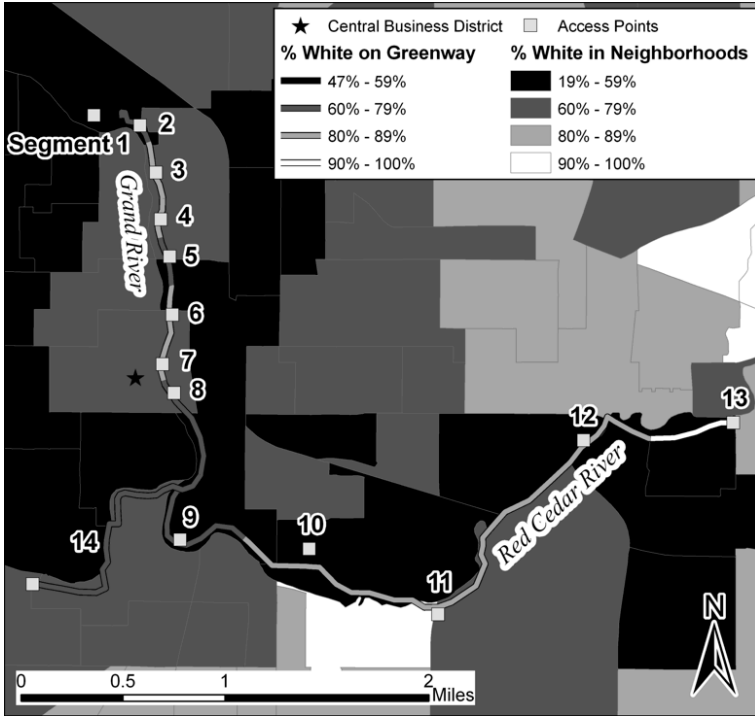 Central Business District
Access Points
% White on Greenway
% White in Neighborhoods
47% - 59%
19% - 59%
60% - 79%
60% - 79%
80% - 89%
80% - 89%
90% - 100%
90% - 100%
Segment 1
2
3
Grand River
4
5
6
7
8
13
12
Red Cedar River
9
10
14
11
N
0
0.5
1
2
Miles